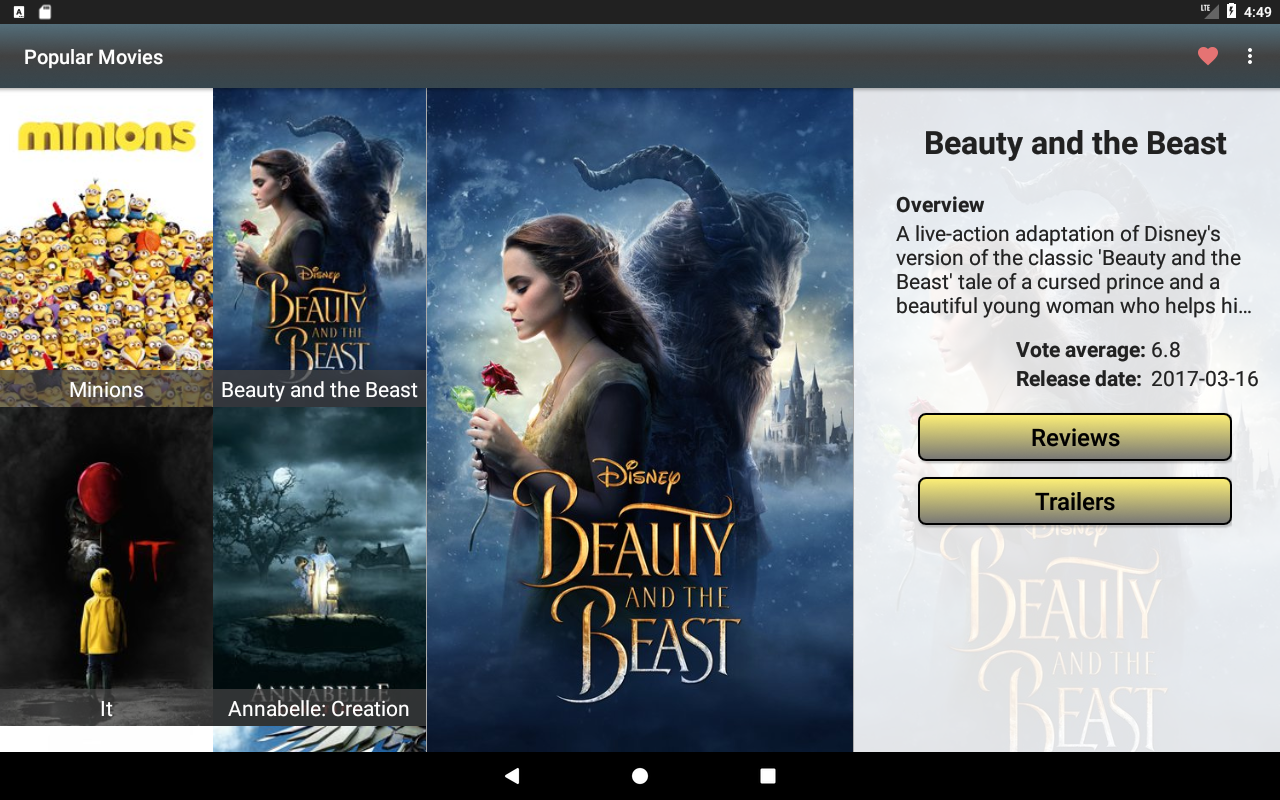 LTE 4:49
Popular Movies
minions
Minions
Disney
BEAUTY
AND THE
BEAST
Beauty and the Beast
IT
It
ANNABELLE
Annabelle: Creation
Disney
BEAUTY
AND THE
BEAST
Beauty and the Beast
Overview
A live-action adaptation of Disney's
version of the classic 'Beauty and the
Beast' tale of a cursed prince and a
beautiful young woman who helps hi…
Vote average: 6.8
Release date: 2017-03-16
Reviews
Trailers
Disney
BEAUTY
AND THE
BEAST